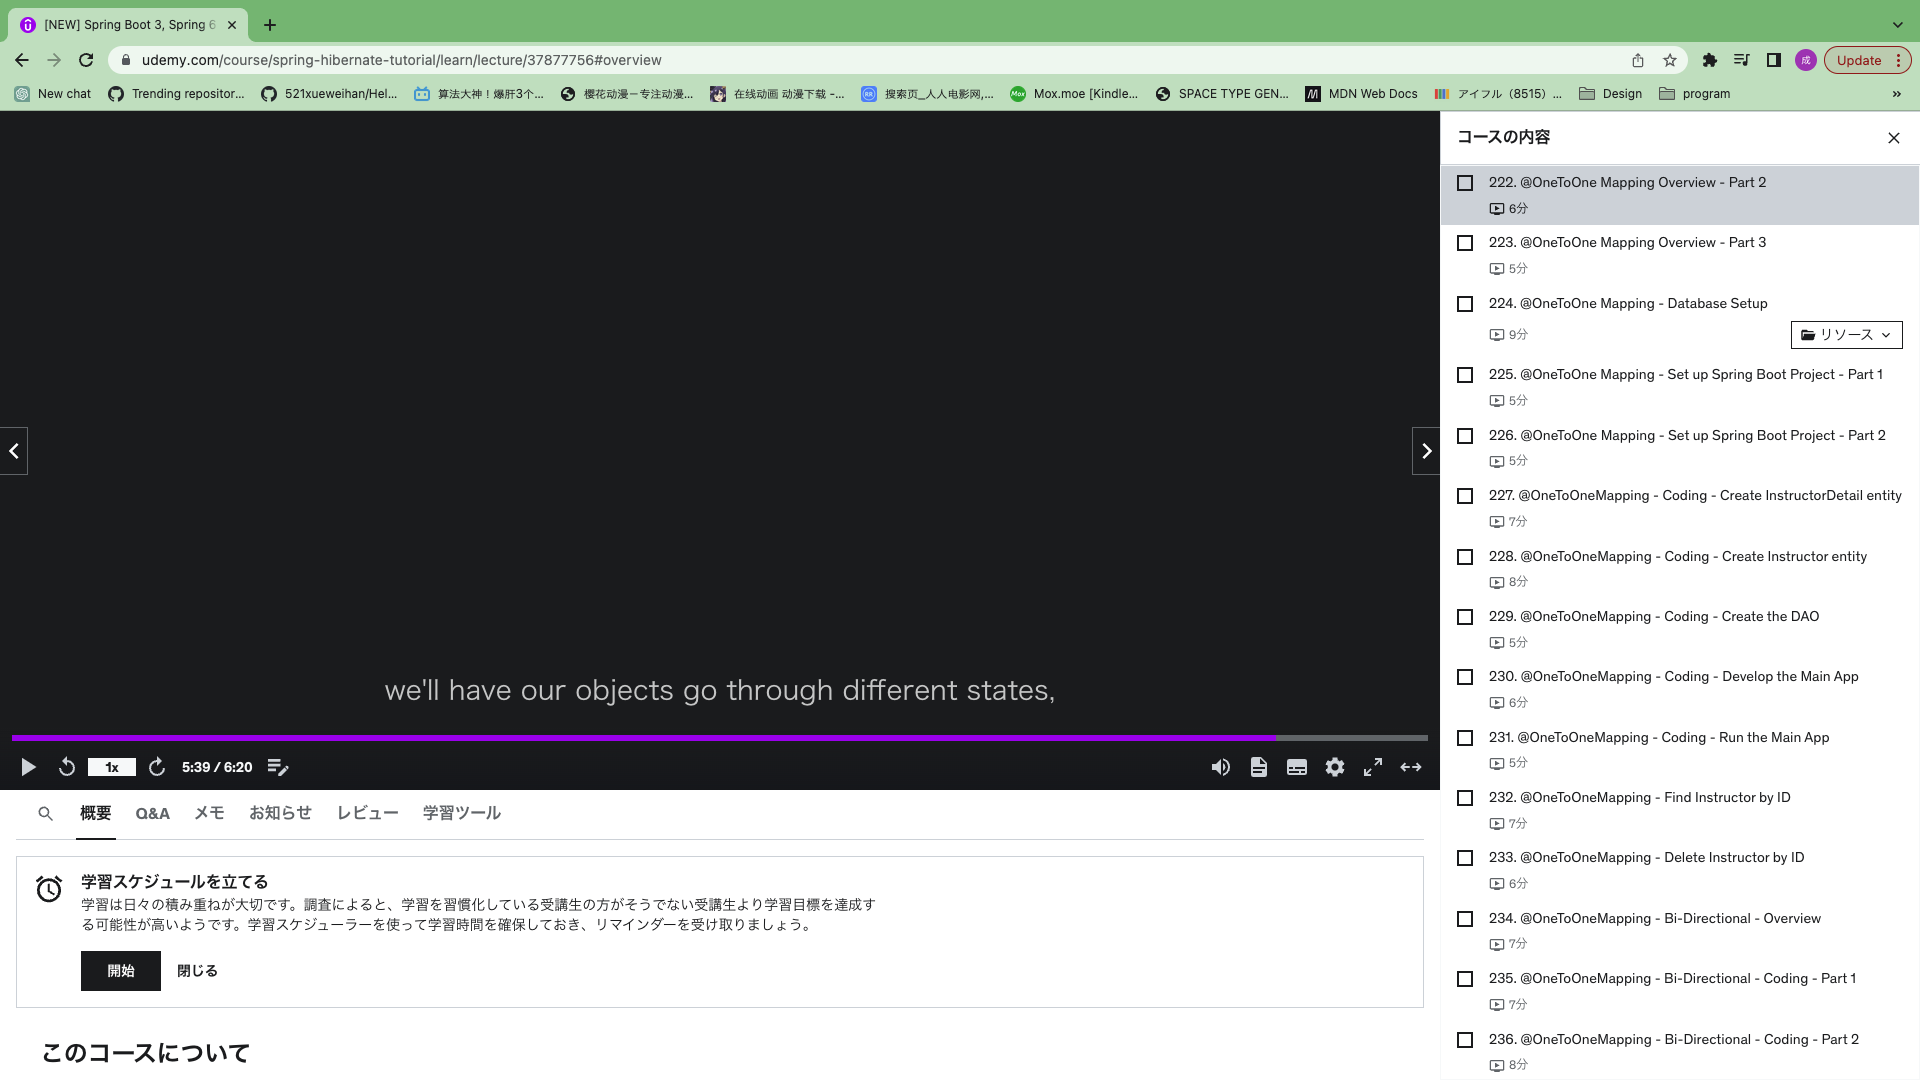 [NEW] Spring Boot 3, Spring 6
udemy.com/course/spring-hibernate-tutorial/learn/lecture/37877756#overview
成
Update
New chat
Trending repositor...
521xueweihan/Hel...
算法大神！爆肝3个...
樱花动漫－专注动漫...
在线动画 动漫下载 -...
搜索页_人人电影网,...
Mox.moe [Kindle...
SPACE TYPE GEN...
MDN Web Docs
アイフル（8515）...
Design
program
»
we'll have our objects go through different states,
1x
5:39 / 6:20
概要
Q&A
メモ
お知らせ
レビュー
学習ツール
学習スケジュールを立てる
学習は日々の積み重ねが大切です。調査によると、学習を習慣化している受講生の方がそうでない受講生より学習目標を達成す
る可能性が高いようです。学習スケジューラーを使って学習時間を確保しておき、リマインダーを受け取りましょう。
開始
閉じる
このコースについて
コースの内容
222. @OneToOne Mapping Overview - Part 2
6分
223. @OneToOne Mapping Overview - Part 3
5分
224. @OneToOne Mapping - Database Setup
9分
リソース
225. @OneToOne Mapping - Set up Spring Boot Project - Part 1
5分
226. @OneToOne Mapping - Set up Spring Boot Project - Part 2
5分
227. @OneToOneMapping - Coding - Create InstructorDetail entity
7分
228. @OneToOneMapping - Coding - Create Instructor entity
8分
229. @OneToOneMapping - Coding - Create the DAO
5分
230. @OneToOneMapping - Coding - Develop the Main App
6分
231. @OneToOneMapping - Coding - Run the Main App
5分
232. @OneToOneMapping - Find Instructor by ID
7分
233. @OneToOneMapping - Delete Instructor by ID
6分
234. @OneToOneMapping - Bi-Directional - Overview
7分
235. @OneToOneMapping - Bi-Directional - Coding - Part 1
7分
236. @OneToOneMapping - Bi-Directional - Coding - Part 2
8分